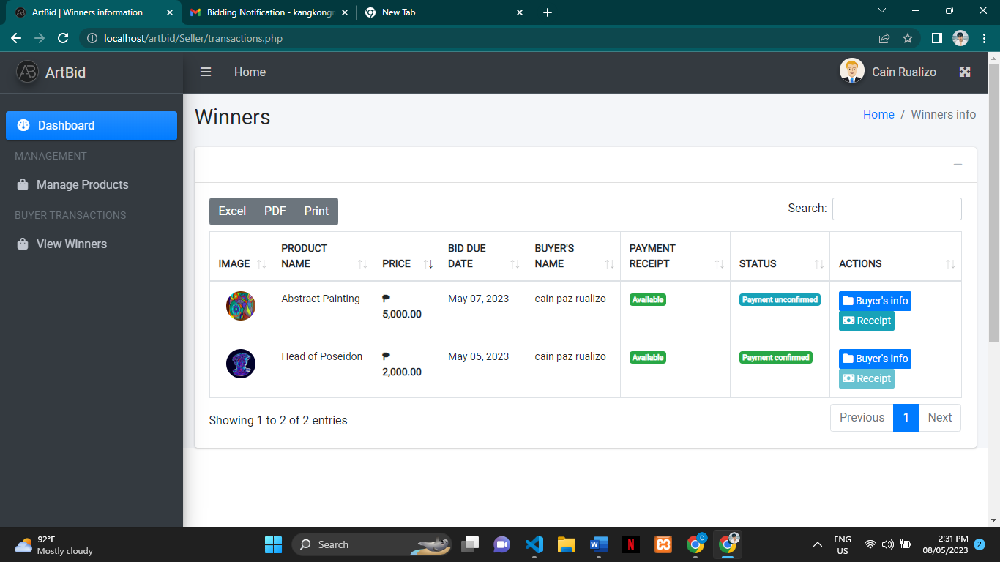 ArtBid | Winners information
Bidding Notification - kangkongr
New Tab
localhost/artbid/Seller/transactions.php
AB ArtBid
Home
Cain Rualizo
Dashboard
MANAGEMENT
Manage Products
BUYER TRANSACTIONS
View Winners
Winners
Home / Winners info
Excel PDF Print
Search:
IMAGE
PRODUCT
NAME
PRICE
BID DUE
DATE
BUYER'S
NAME
PAYMENT
RECEIPT
STATUS
ACTIONS
Abstract Painting
₱
5,000.00
May 07, 2023
cain paz rualizo
Available
Payment unconfirmed
Buyer's info
Receipt
Head of Poseidon
₱
2,000.00
May 05, 2023
cain paz rualizo
Available
Payment confirmed
Buyer's info
Receipt
Showing 1 to 2 of 2 entries
Previous 1 Next
92°F
Mostly cloudy
Search
C
ENG
US
2:31 PM
08/05/2023
2